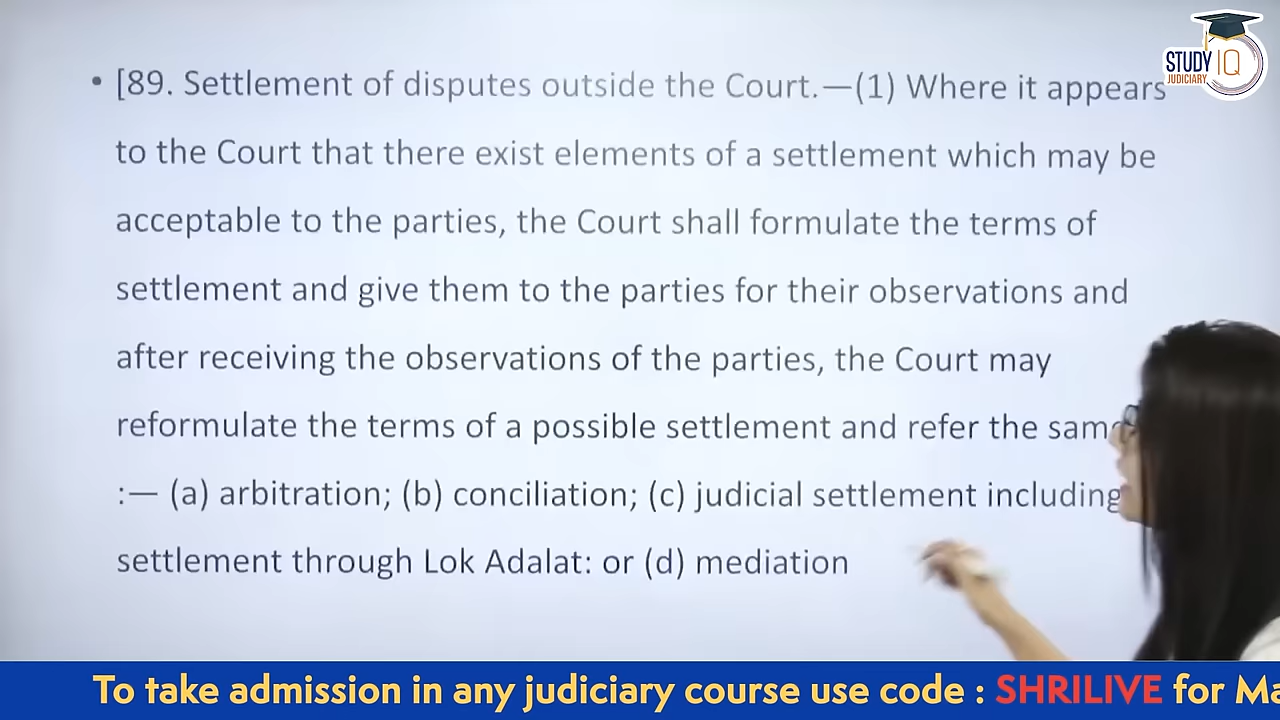 STUDY IQ
JUDICIARY
• [89. Settlement of disputes outside the Court.—(1) Where it appears
to the Court that there exist elements of a settlement which may be
acceptable to the parties, the Court shall formulate the terms of
settlement and give them to the parties for their observations and
after receiving the observations of the parties, the Court may
reformulate the terms of a possible settlement and refer the same
:— (a) arbitration; (b) conciliation; (c) judicial settlement including
settlement through Lok Adalat: or (d) mediation
To take admission in any judiciary course use code : SHRILIVE for